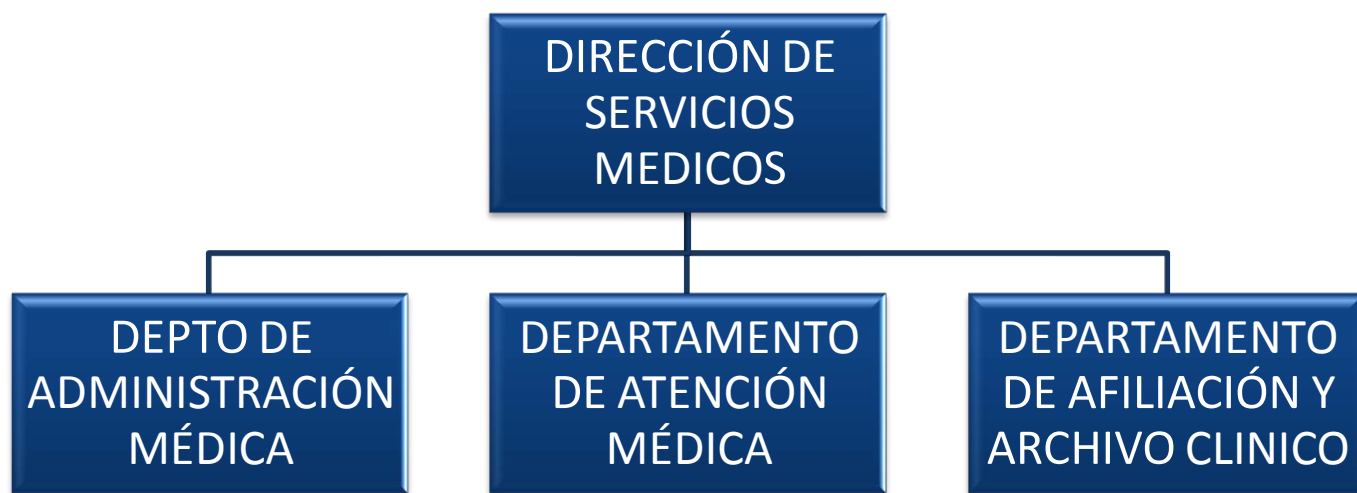 DIRECCIÓN DE
SERVICIOS
MEDICOS
DEPTO DE
ADMINISTRACIÓN
MÉDICA
DEPARTAMENTO
DE ATENCIÓN
MÉDICA
DEPARTAMENTO
DE AFILIACIÓN Y
ARCHIVO CLINICO